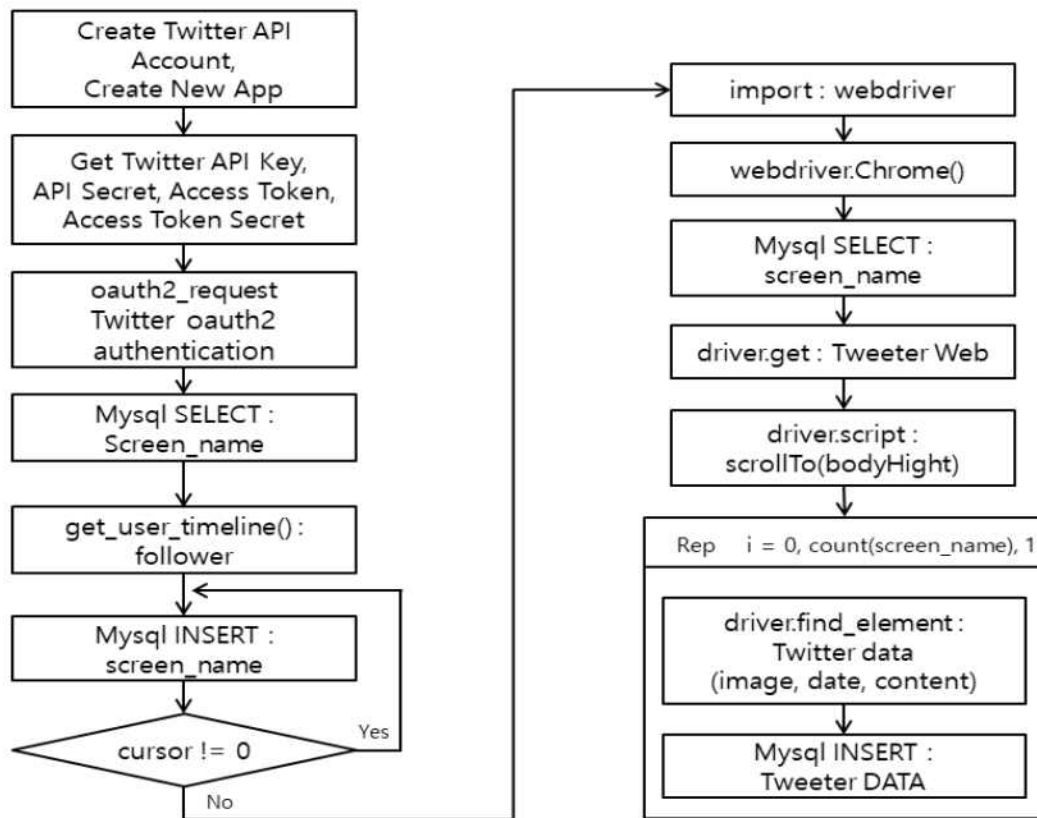 Create Twitter API
Account,
Create New App
Get Twitter API Key,
API Secret, Access Token,
Access Token Secret
oauth2_request
Twitter oauth2
authentication
Mysql SELECT :
Screen_name
get_user_timeline() :
follower
Mysql INSERT :
screen_name
cursor != 0
Yes
No
import : webdriver
webdriver.Chrome()
Mysql SELECT :
screen_name
driver.get : Tweeter Web
driver.script :
scrollTo(bodyHight)
Rep i = 0, count(screen_name), 1
driver.find_element :
Twitter data
(image, date, content)
Mysql INSERT :
Tweeter DATA